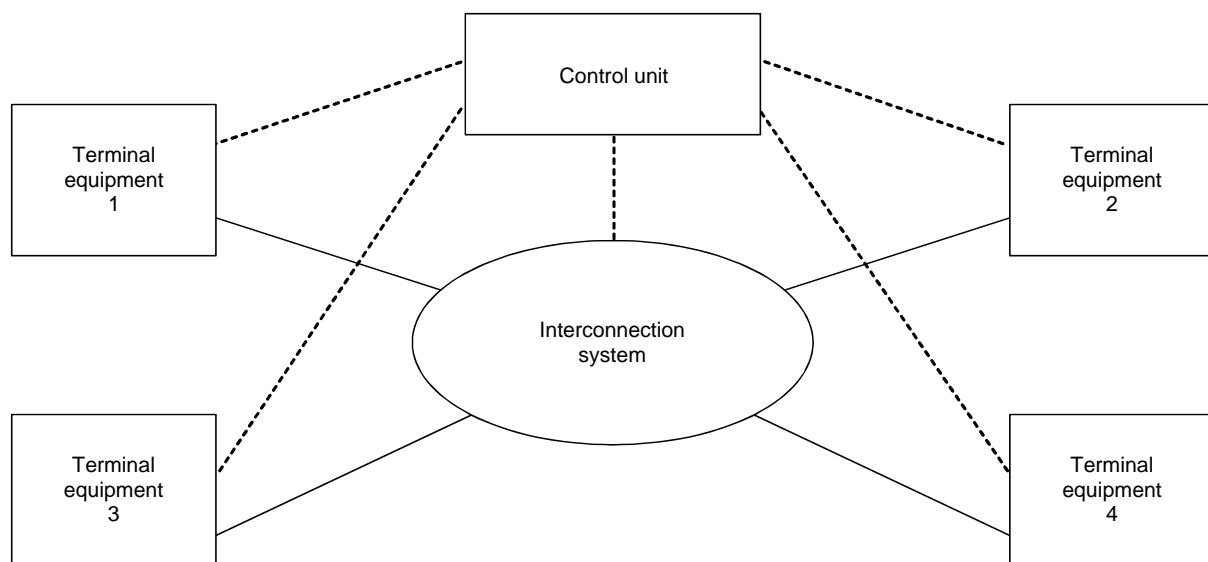 Control unit
Terminal
equipment
1
Terminal
equipment
2
Interconnection
system
Terminal
equipment
3
Terminal
equipment
4